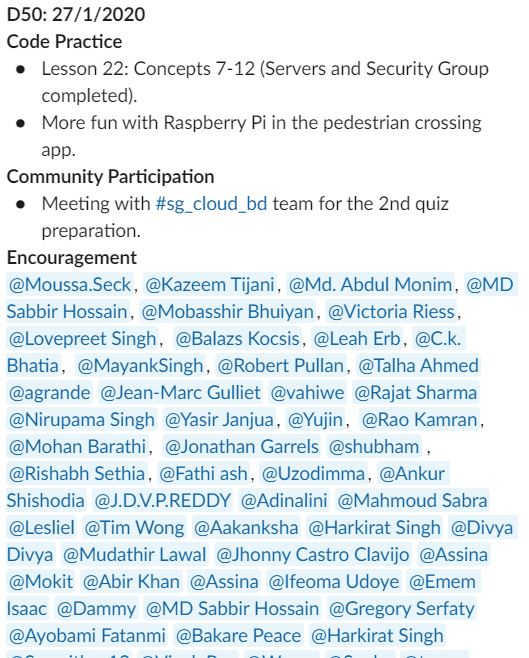 D50: 27/1/2020
Code Practice
● Lesson 22: Concepts 7-12 (Servers and Security Group
completed).
● More fun with Raspberry Pi in the pedestrian crossing
app.
Community Participation
● Meeting with #sg_cloud_bd team for the 2nd quiz
preparation.
Encouragement
@Moussa.Seck, @Kazeem Tijani, @Md. Abdul Monim, @MD
Sabbir Hossain, @Mobasshir Bhuiyan, @Victoria Riess,
@Lovepreet Singh, @Balazs Kocsis, @Leah Erb, @C.k.
Bhatia, @MayankSingh, @Robert Pullan, @Talha Ahmed
@agrande @Jean-Marc Gulliet @vahiwe @Rajat Sharma
@Nirupama Singh @Yasir Janjua, @Yujin, @Rao Kamran,
@Mohan Barathi, @Jonathan Garrels @shubham ,
@Rishabh Sethia, @Fathi ash, @Uzodimma, @Ankur
Shishodia @J.D.V.P.REDDY @Adinalini @Mahmoud Sabra
@Lesliel @Tim Wong @Aakanksha @Harkirat Singh @Divya
Divya @Mudathir Lawal @Jhonny Castro Clavijo @Assina
@Mokit @Abir Khan @Assina @Ifeoma Udoye @Emem
Isaac @Dammy @MD Sabbir Hossain @Gregory Serfaty
@Ayobami Fatanmi @Bakare Peace @Harkirat Singh